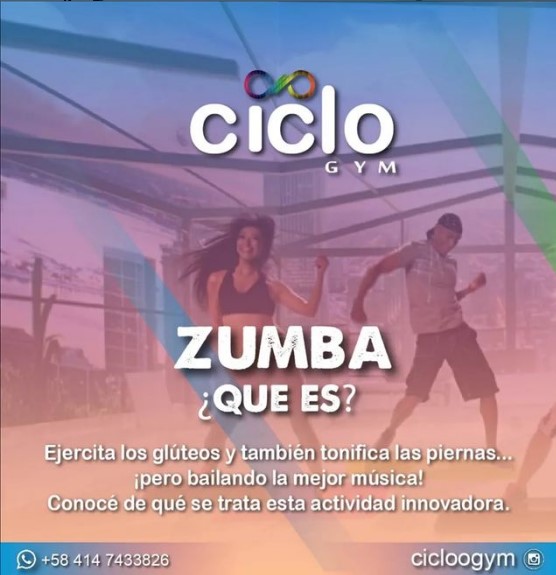 ciclo
GYM
ZUMBA
¿QUE ES?
Ejercita los glúteos y también tonifica las piernas...
¡pero bailando la mejor música!
Conocé de qué se trata esta actividad innovadora.
+58 414 7433826
cicloogym